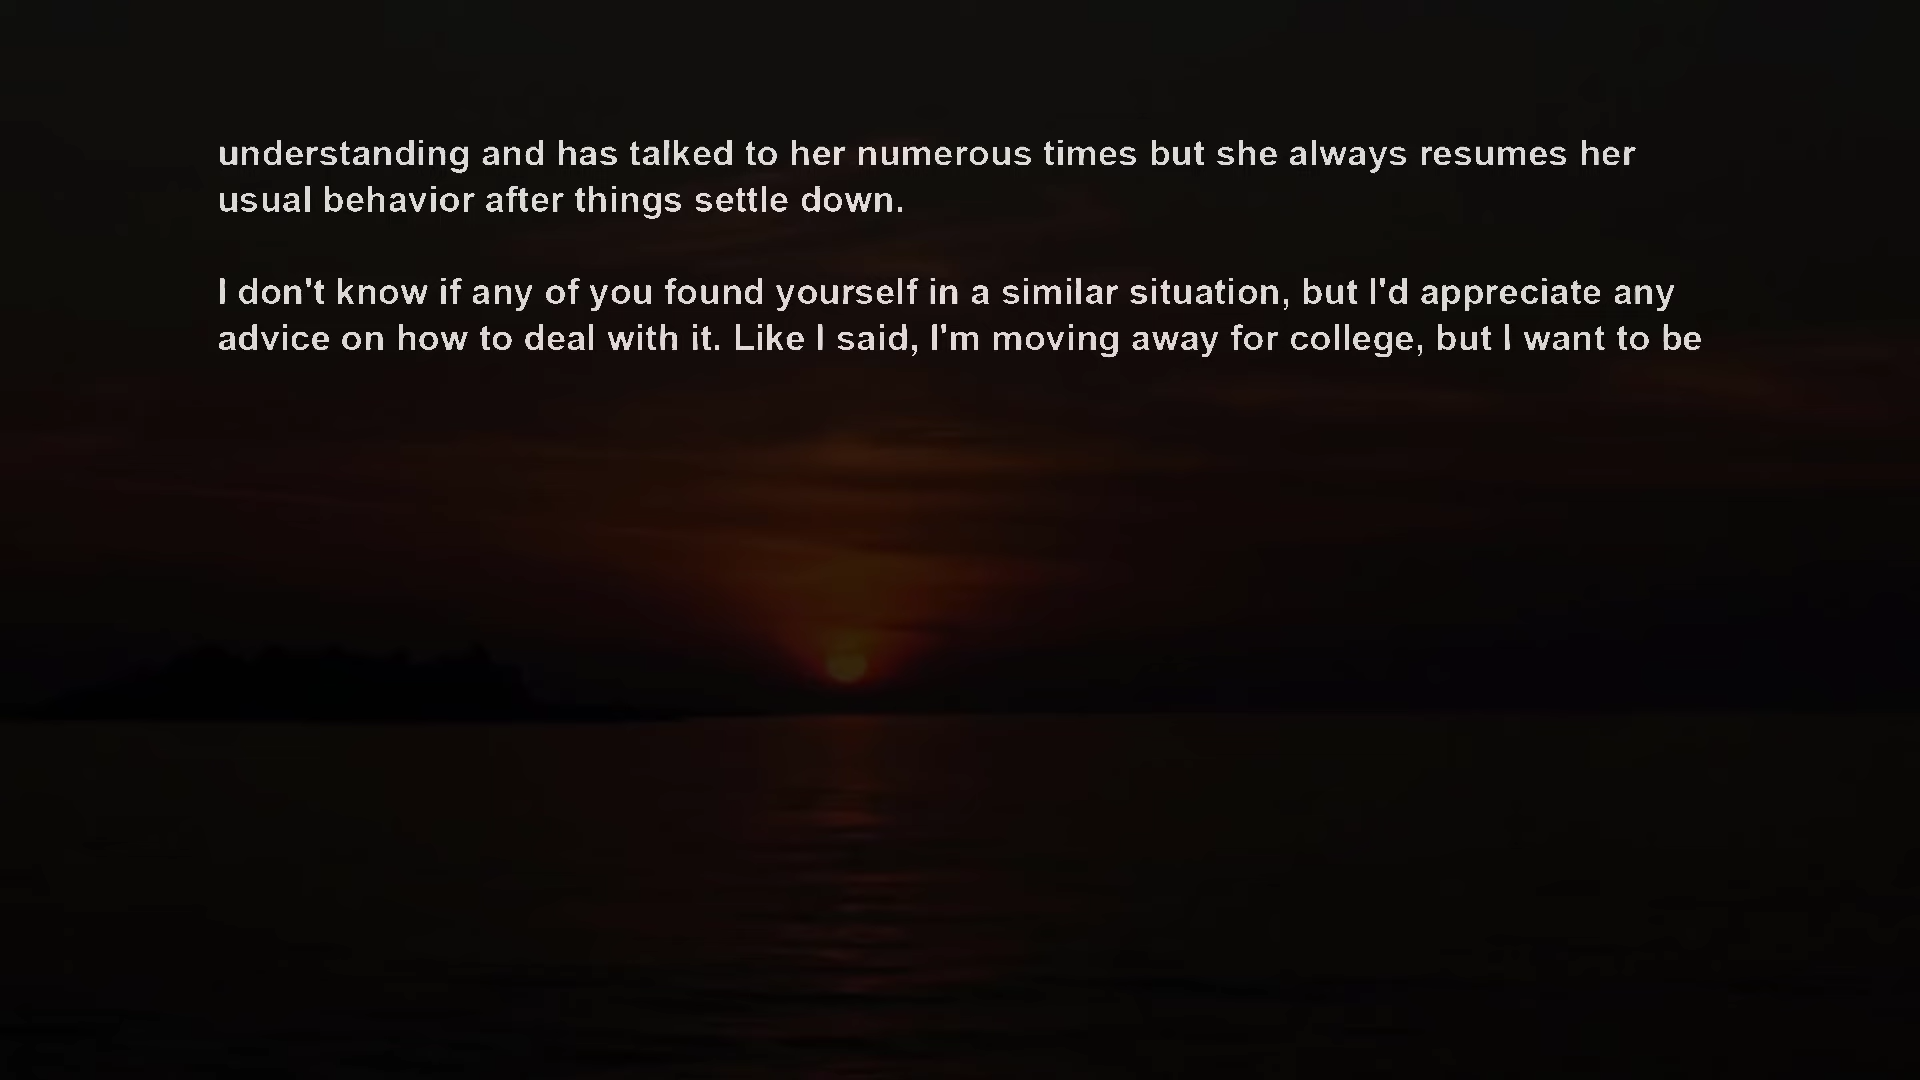 understanding and has talked to her numerous times but she always resumes her
usual behavior after things settle down.
I don't know if any of you found yourself in a similar situation, but I'd appreciate any
advice on how to deal with it. Like I said, I'm moving away for college, but I want to be